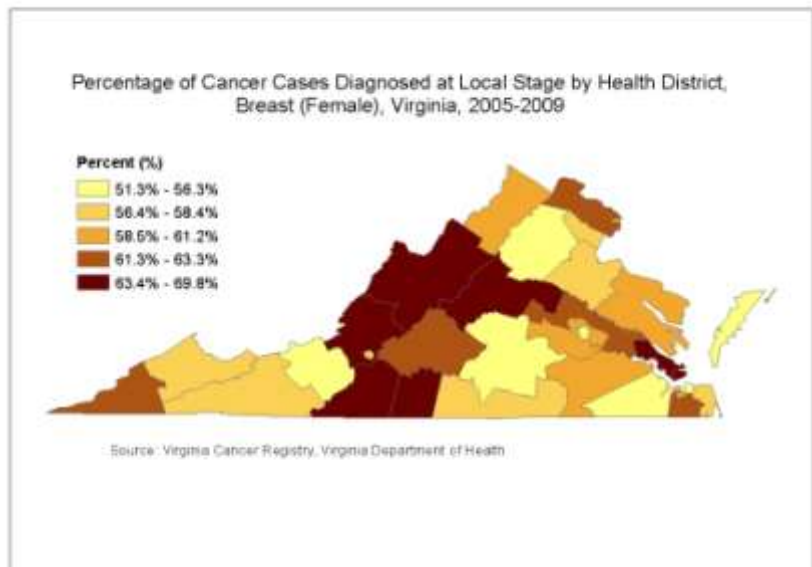 Percentage of Cancer Cases Diagnosed at Local Stage by Health District,
Breast (Female), Virginia, 2005-2009
Percent (%)
51.3% - 56.3%
56.4% - 58.4%
58.5% - 61.2%
61.3% - 63.3%
63.4% - 69.8%
Source: Virginia Cancer Registry, Virginia Department of Health